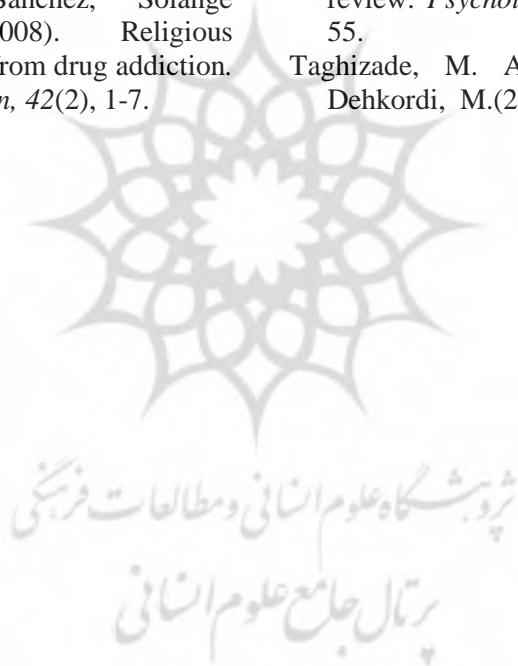 Sanchez, Solange
008). Religious
from drug addiction.
n, 42(2), 1-7.
review. Psychol
55.
Taghizade, M. A
Dehkordi, M.(2
پژوهشگاه علوم انسانی و مطالعات فرهنگی
پرتال جامع علوم انسانی